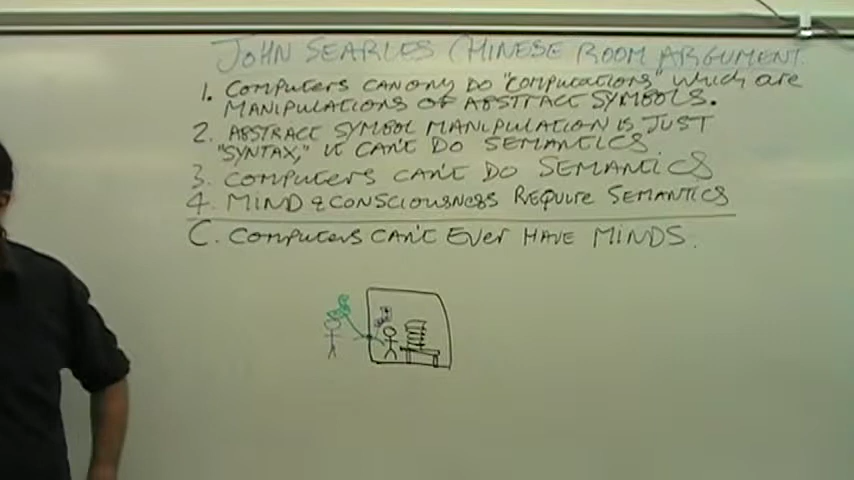 JOHN SEARLES CHINESE ROOM ARGUMENT
1. COMPUTERS CAN ONY DO "COMPUTATIONS" WHICH ARE
MANIPULATIONS OF ABSTRACT SYMBOLS.
2. ABSTRACT SYMBOL MANIPULATION IS JUST
"SYNTAX," IT CAN'T DO SEMANTICS.
3. COMPUTERS CAN'T DO SEMANTICS
4. MIND & CONSCIOUSNESS REQUIRE SEMANTICS
C. COMPUTERS CAN'T EVER HAVE MINDS.